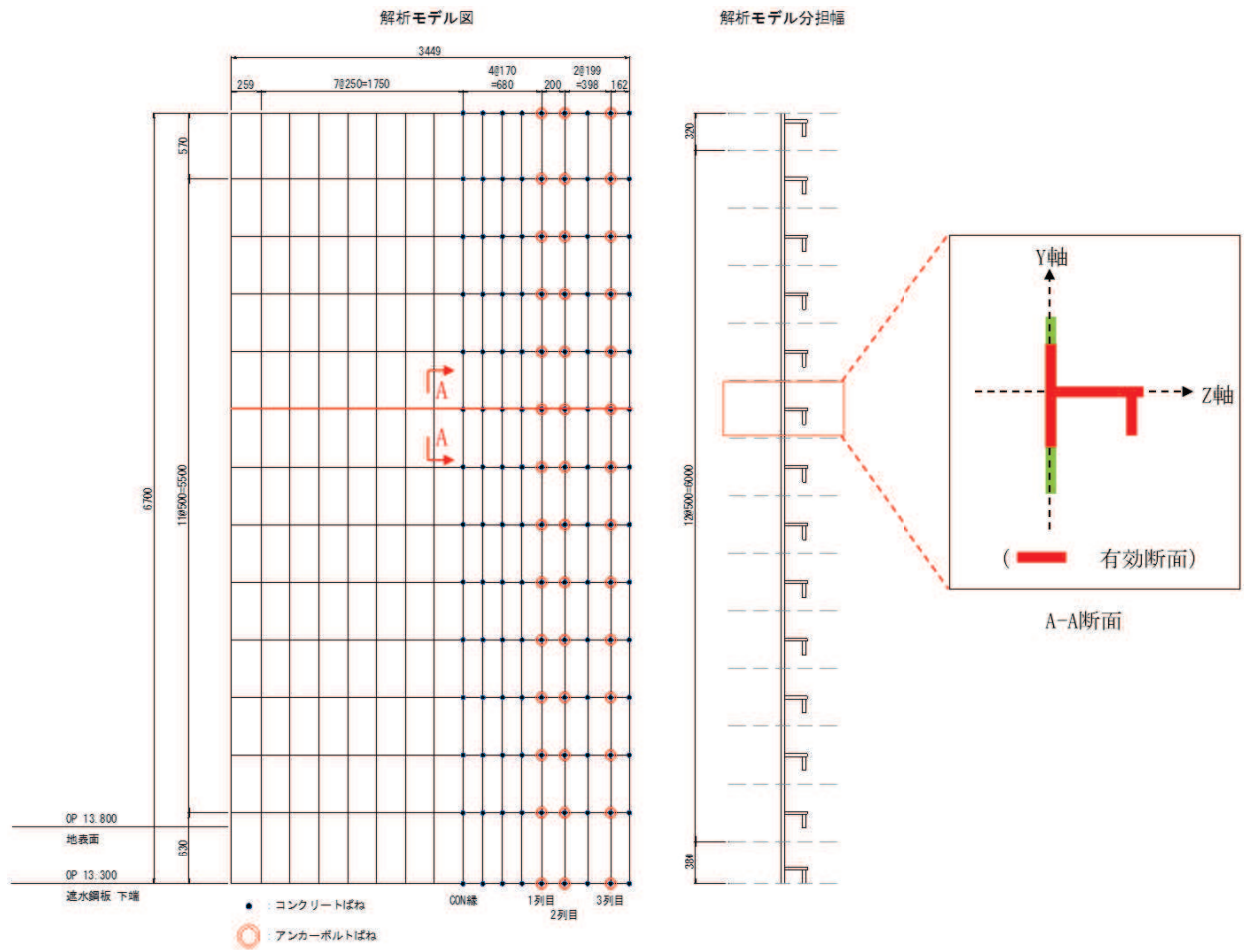 解析モデル図
解析モデル分担幅
3449
259
7@250=1750
4@170
=680
200
2@199
=398
162
570
6700
11@500=5500
630
320
12@500=6000
380
A
A
OP 13.800
地表面
OP 13.300
遮水鋼板 下端
CON縁
1列目
2列目
3列目
: コンクリートばね
: アンカーボルトばね
Y軸
Z軸
( 有効断面)
A-A断面